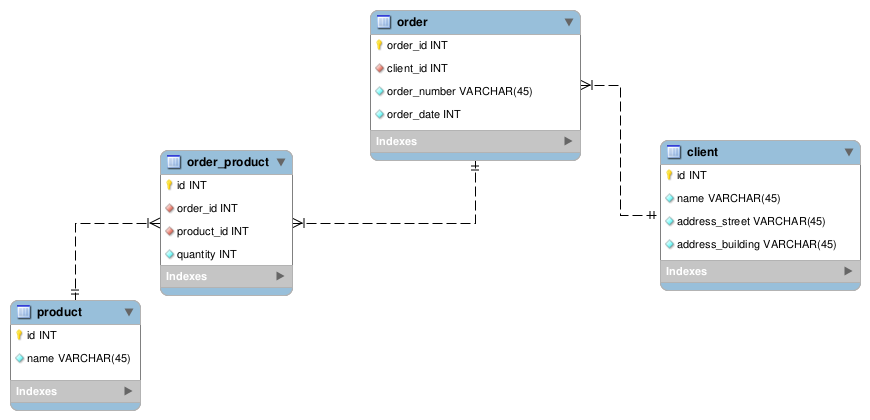 order
order_id INT
client_id INT
order_number VARCHAR(45)
order_date INT
Indexes
client
id INT
name VARCHAR(45)
address_street VARCHAR(45)
address_building VARCHAR(45)
Indexes
order_product
id INT
order_id INT
product_id INT
quantity INT
Indexes
product
id INT
name VARCHAR(45)
Indexes